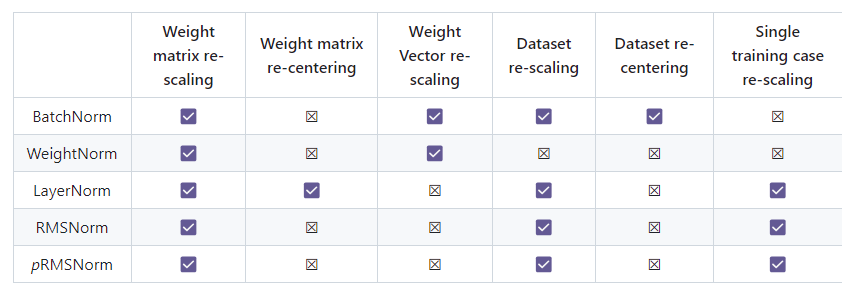 Weight matrix re-scaling
Weight matrix re-centering
Weight Vector re-scaling
Dataset re-scaling
Dataset re-centering
Single training case re-scaling
BatchNorm ☑ ☒ ☑ ☑ ☑ ☒
WeightNorm ☑ ☒ ☑ ☒ ☒ ☒
LayerNorm ☑ ☑ ☒ ☑ ☒ ☑
RMSNorm ☑ ☒ ☒ ☑ ☒ ☑
pRMSNorm ☑ ☒ ☒ ☑ ☒ ☑